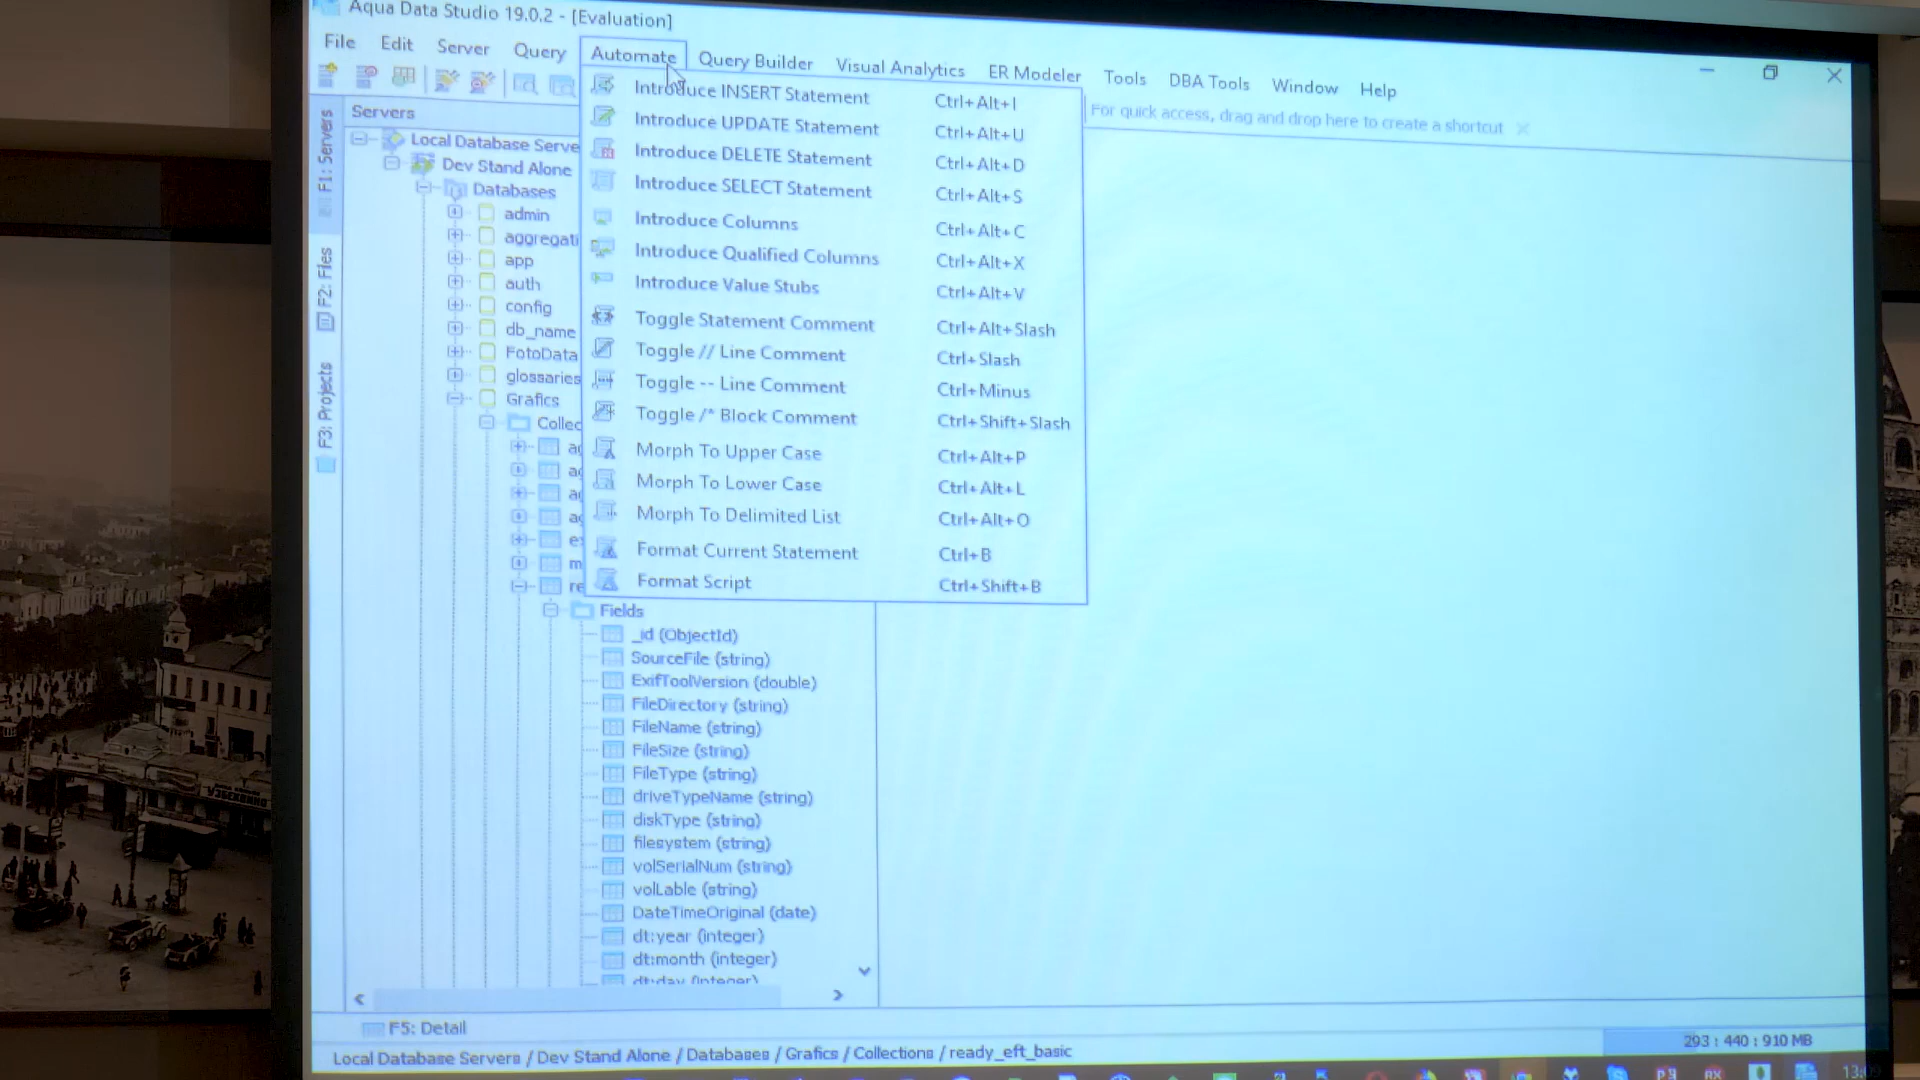 Aqua Data Studio 19.0.2 - [Evaluation]
File Edit Server Query Automate Query Builder Visual Analytics ER Modeler Tools DBA Tools Window Help
For quick access, drag and drop here to create a shortcut
F1: Servers
F2: Files
F3: Projects
Servers
Local Database Serve
Dev Stand Alone
Databases
admin
aggregati
app
auth
config
db_name
FotoData
glossaries
Grafics
Collec
Introduce INSERT Statement Ctrl+Alt+I
Introduce UPDATE Statement Ctrl+Alt+U
Introduce DELETE Statement Ctrl+Alt+D
Introduce SELECT Statement Ctrl+Alt+S
Introduce Columns Ctrl+Alt+C
Introduce Qualified Columns Ctrl+Alt+X
Introduce Value Stubs Ctrl+Alt+V
Toggle Statement Comment Ctrl+Alt+Slash
Toggle // Line Comment Ctrl+Slash
Toggle -- Line Comment Ctrl+Minus
Toggle /* Block Comment Ctrl+Shift+Slash
Morph To Upper Case Ctrl+Alt+P
Morph To Lower Case Ctrl+Alt+L
Morph To Delimited List Ctrl+Alt+O
Format Current Statement Ctrl+B
Format Script Ctrl+Shift+B
Fields
_id (ObjectId)
SourceFile (string)
ExifToolVersion (double)
FileDirectory (string)
FileName (string)
FileSize (string)
FileType (string)
driveTypeName (string)
diskType (string)
filesystem (string)
volSerialNum (string)
volLable (string)
DateTimeOriginal (date)
dt:year (integer)
dt:month (integer)
dt:day (integer)
F5: Detail
Local Database Servers / Dev Stand Alone / Databases / Grafics / Collections / ready_eft_basic
293 : 440 : 910 MB